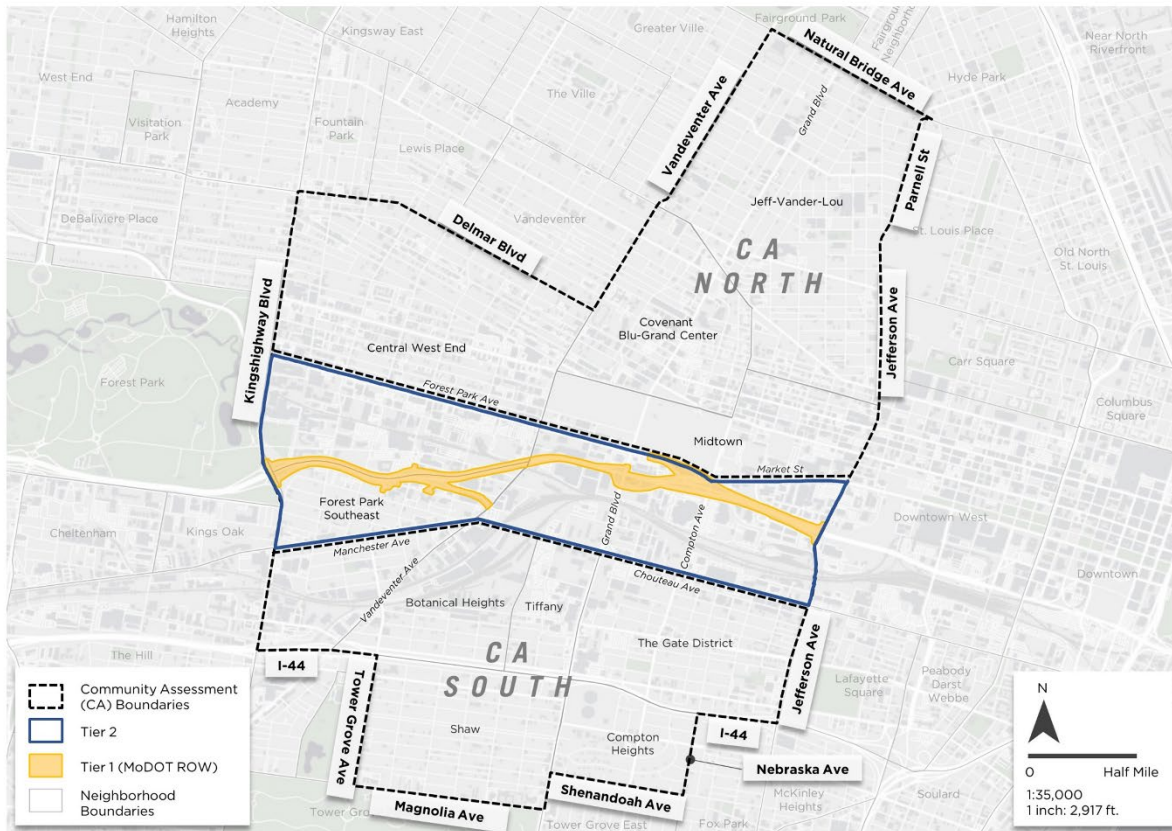 Hamilton
Heights
Kingsway East
Greater Ville
Fairground Park
Fairground
Neighborhood
Near North
Riverfront
Natural Bridge Ave
West End
Academy
The Ville
Hyde Park
Visitation
Park
Fountain
Park
Vandeventer Ave
Grand Blvd
Lewis Place
Parnell St
DeBaliviere Place
Vandeventer
Jeff-Vander-Lou
St. Louis Place
Delmar Blvd
Old North
St. Louis
CA
NORTH
Kingshighway Blvd
Covenant
Blu-Grand Center
Jefferson Ave
Central West End
Carr Square
Forest Park
Forest Park Ave
Columbus
Square
Midtown
Market St
Forest Park
Southeast
Grand Blvd
Compton Ave
Cheltenham
Kings Oak
Downtown West
Manchester Ave
Downtown
Vandeventer Ave
Chouteau Ave
Botanical Heights
Tiffany
The Gate District
The Hill
I-44
CA
SOUTH
Jefferson Ave
Lafayette
Square
Peabody
Darst
Webbe
Tower Grove Ave
Shaw
Compton
Heights
I-44
Nebraska Ave
Shenandoah Ave
Magnolia Ave
McKinley
Heights
Soulard
Tower Gro
Tower Grove East
Fox Park
Community Assessment
(CA) Boundaries
Tier 2
Tier 1 (MoDOT ROW)
Neighborhood
Boundaries
N
0 Half Mile
1:35,000
1 inch: 2,917 ft.